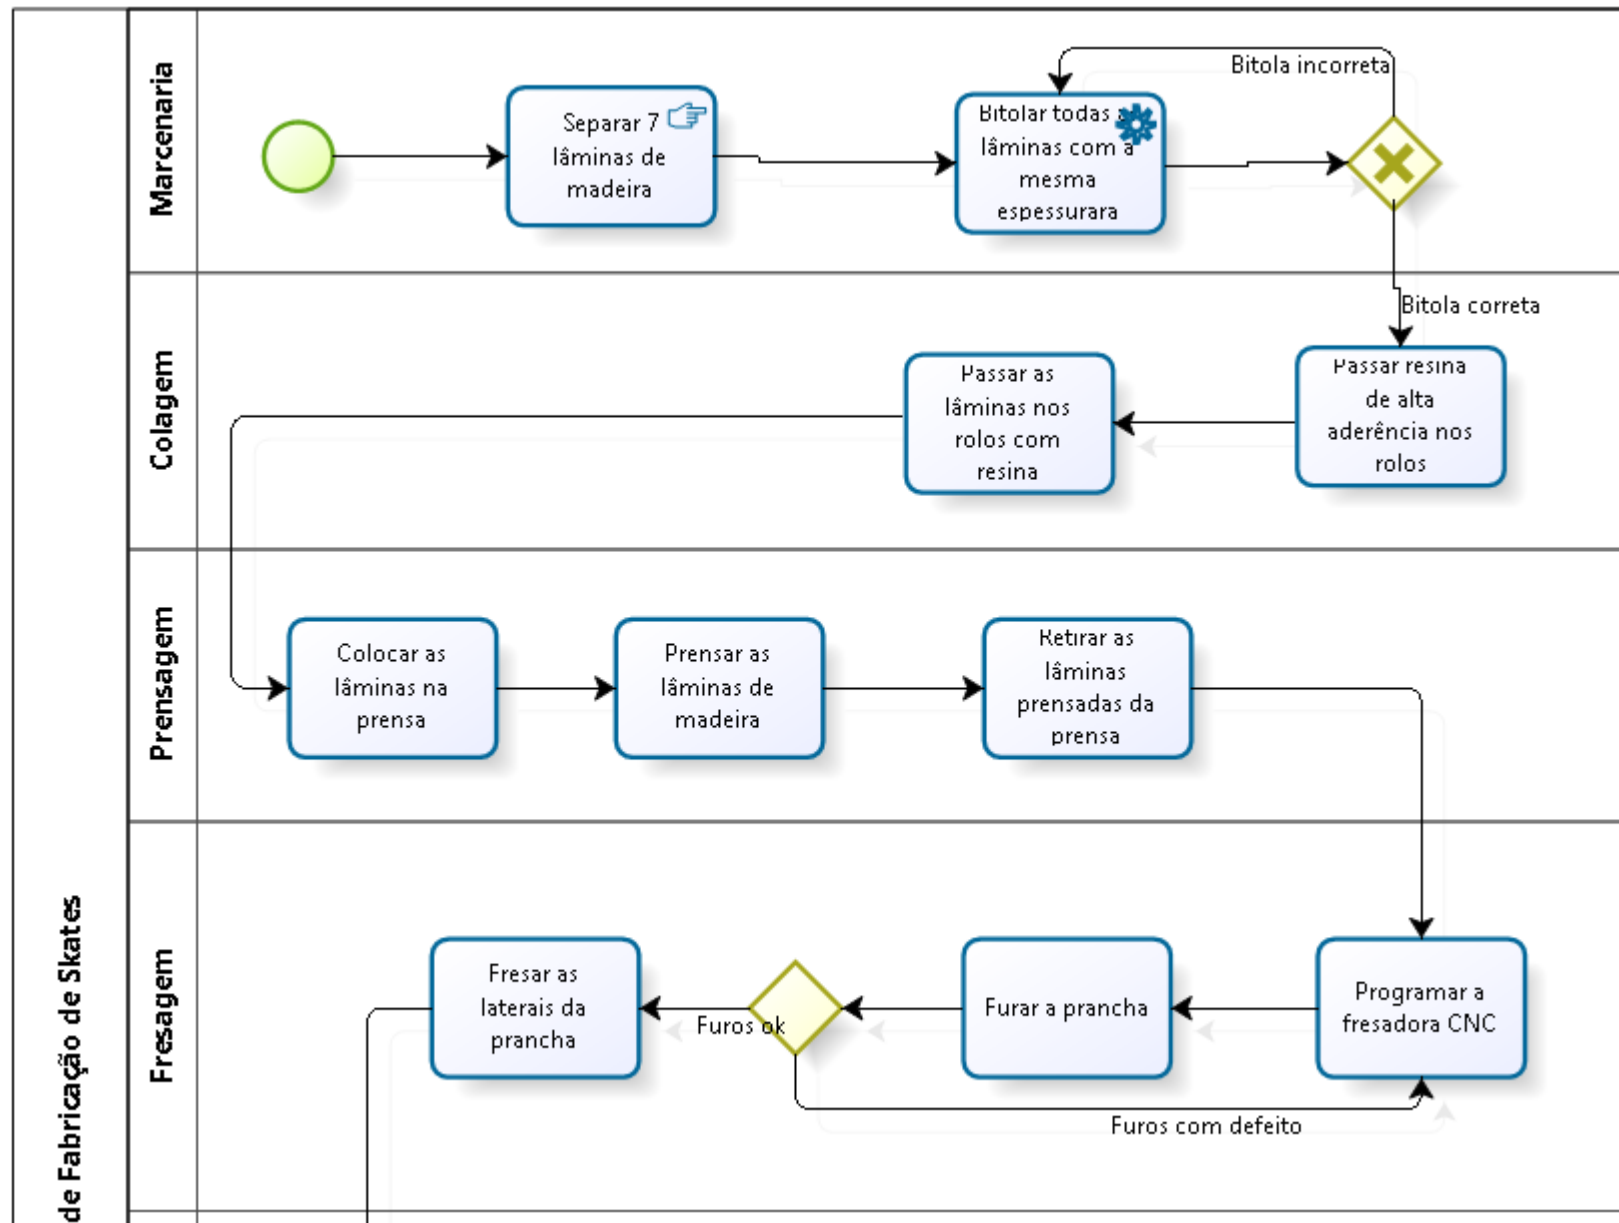 de Fabricação de Skates
Marcenaria
Separar 7
lâminas de
madeira
Bitolar todas a
lâminas com a
mesma
espessurara
Bitola incorreta
Bitola correta
Colagem
Passar as
lâminas nos
rolos com
resina
Passar resina
de alta
aderência nos
rolos
Prensagem
Colocar as
lâminas na
prensa
Prensar as
lâminas de
madeira
Retirar as
lâminas
prensadas da
prensa
Fresagem
Fresar as
laterais da
prancha
Furos ok
Furar a prancha
Programar a
fresadora CNC
Furos com defeito